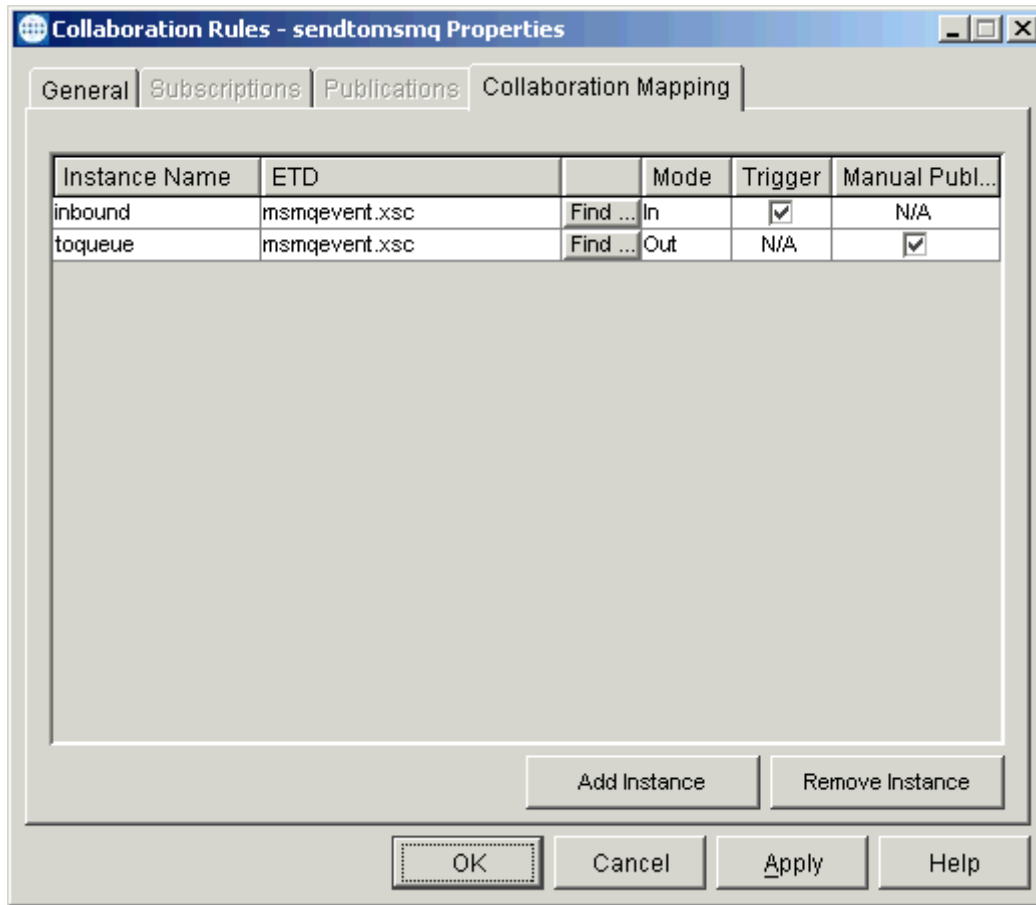 Collaboration Rules - sendtomsmq Properties
General Subscriptions Publications Collaboration Mapping
Instance Name ETD Mode Trigger Manual Publ...
inbound msmqevent.xsc Find ... In N/A
toqueue msmqevent.xsc Find ... Out N/A
Add Instance Remove Instance
OK Cancel Apply Help